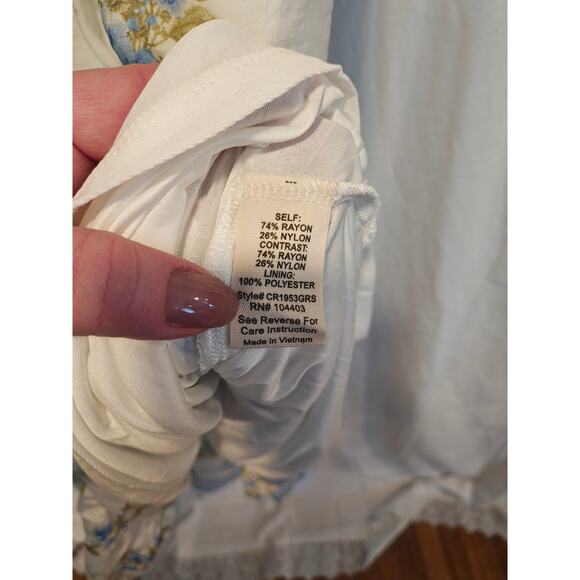 SELF:
74% RAYON
26% NYLON
CONTRAST:
74% RAYON
26% NYLON
LINING:
100% POLYESTER
Style# CR1953GRS
RN# 104403
See Reverse For
Care Instruction
Made in Vietnam